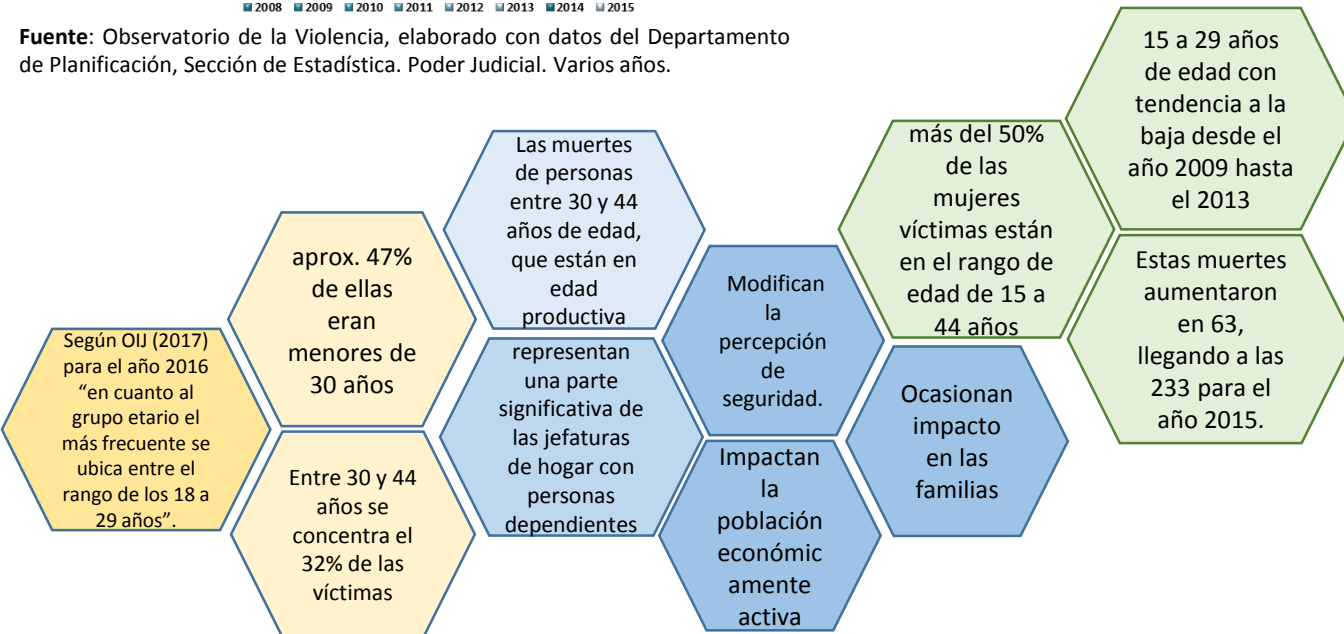 2008 2009 2010 2011 2012 2013 2014 2015
Fuente: Observatorio de la Violencia, elaborado con datos del Departamento
de Planificación, Sección de Estadística. Poder Judicial. Varios años.
Según OIJ (2017)
para el año 2016
“en cuanto al
grupo etario el
más frecuente se
ubica entre el
rango de los 18 a
29 años”.
aprox. 47%
de ellas
eran
menores de
30 años
Entre 30 y 44
años se
concentra el
32% de las
víctimas
Las muertes
de personas
entre 30 y 44
años de edad,
que están en
edad
productiva
representan
una parte
significativa de
las jefaturas
de hogar con
personas
dependientes
Modifican
la
percepción
de
seguridad.
Impactan
la
población
económic
amente
activa
Ocasionan
impacto
en las
familias
más del 50%
de las
mujeres
víctimas están
en el rango de
edad de 15 a
44 años
15 a 29 años
de edad con
tendencia a la
baja desde el
año 2009 hasta
el 2013
Estas muertes
aumentaron
en 63,
llegando a las
233 para el
año 2015.